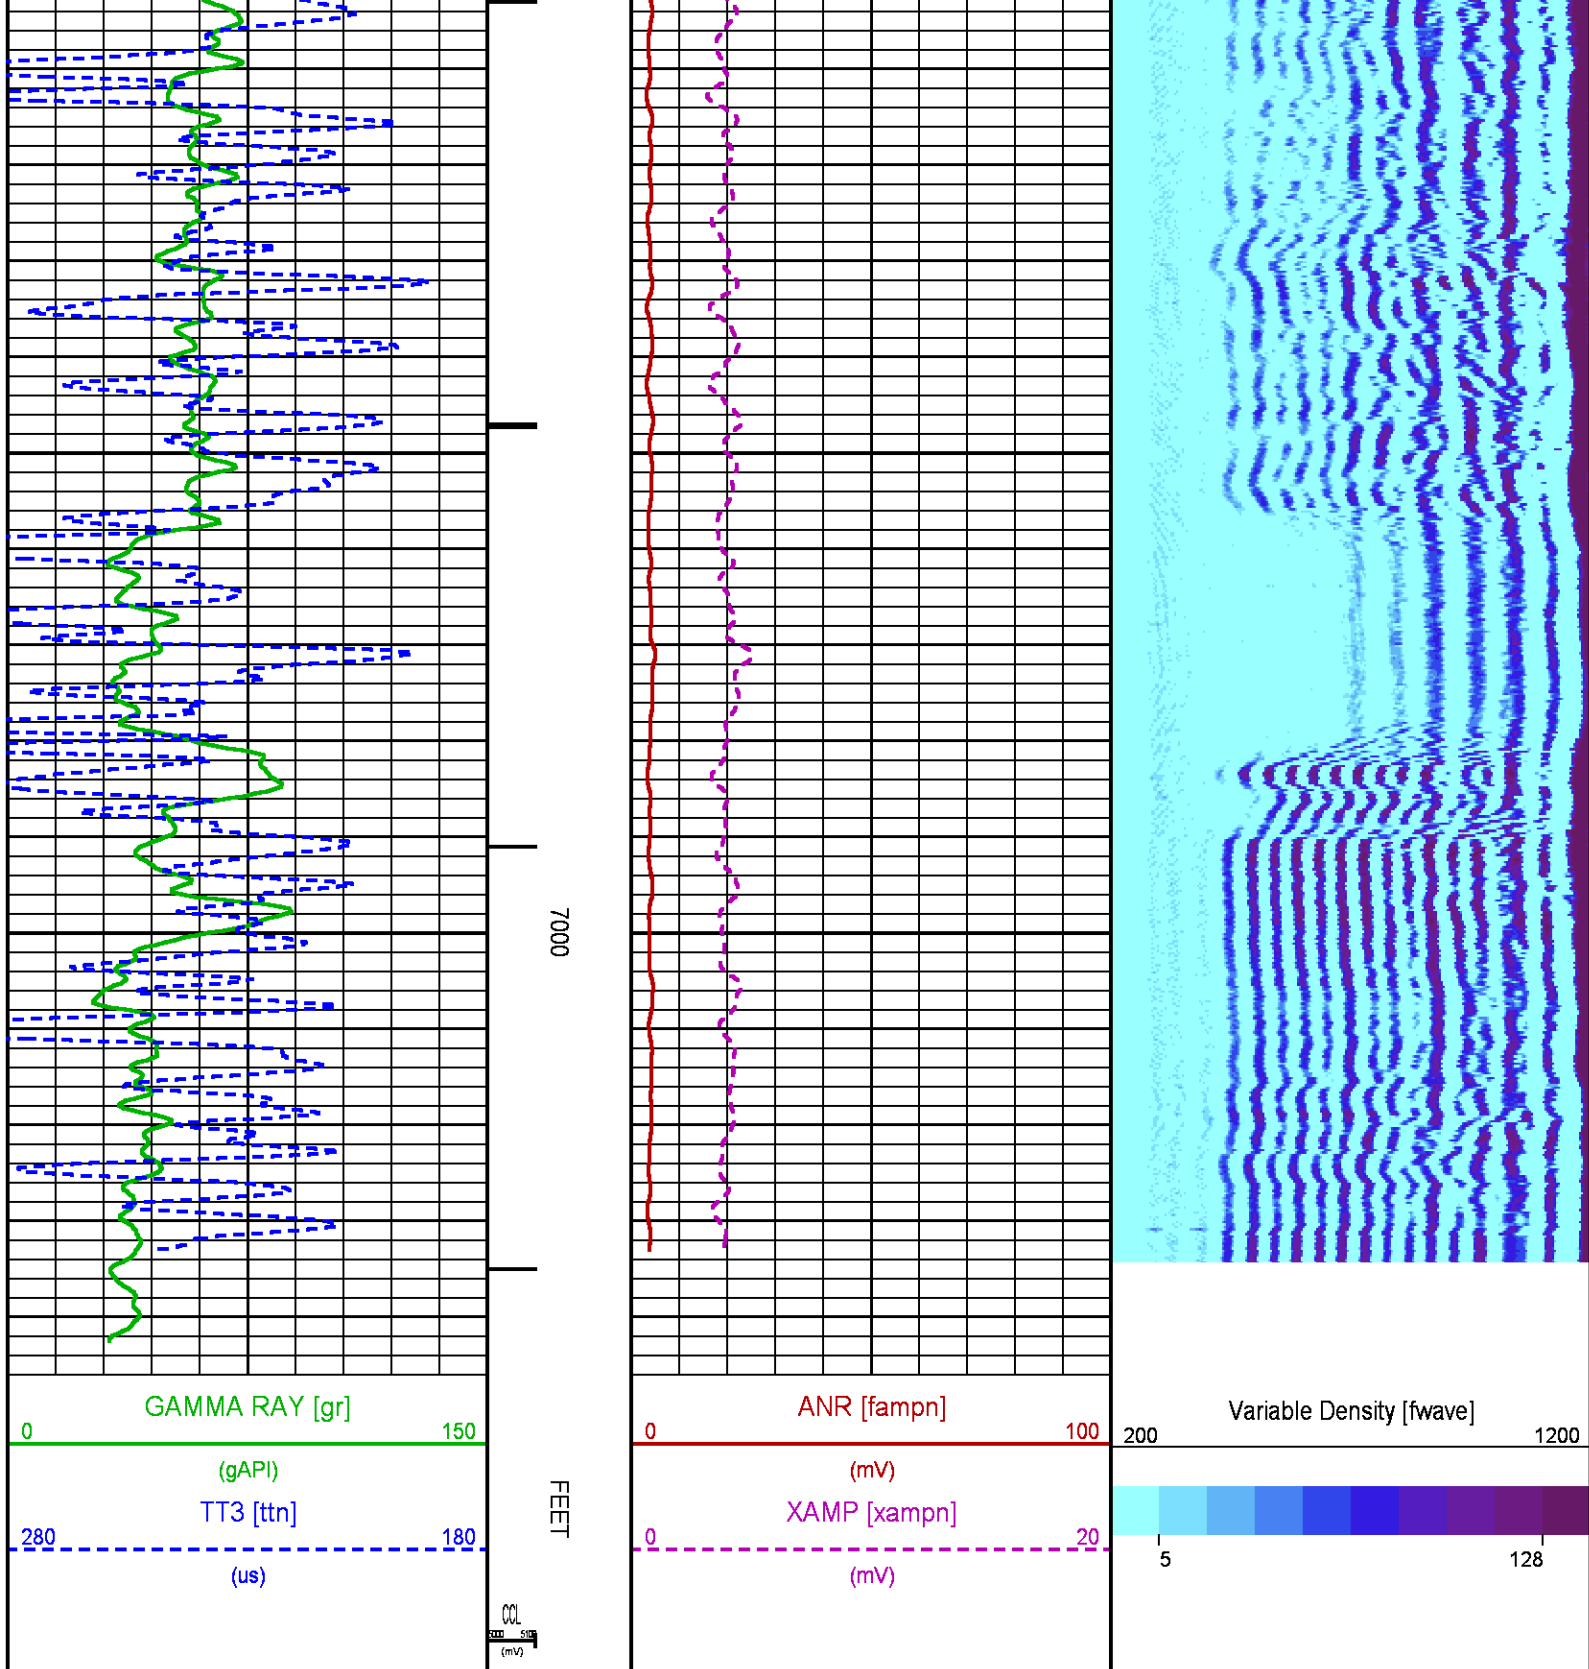 7000
GAMMA RAY [gr]
0 150
(gAPI)
TT3 [ttn]
280 180
(us)
FEET
CCL
(mV)
ANR [fampn]
0 100
(mV)
XAMP [xampn]
0 20
(mV)
Variable Density [fwave]
200 1200
5 128